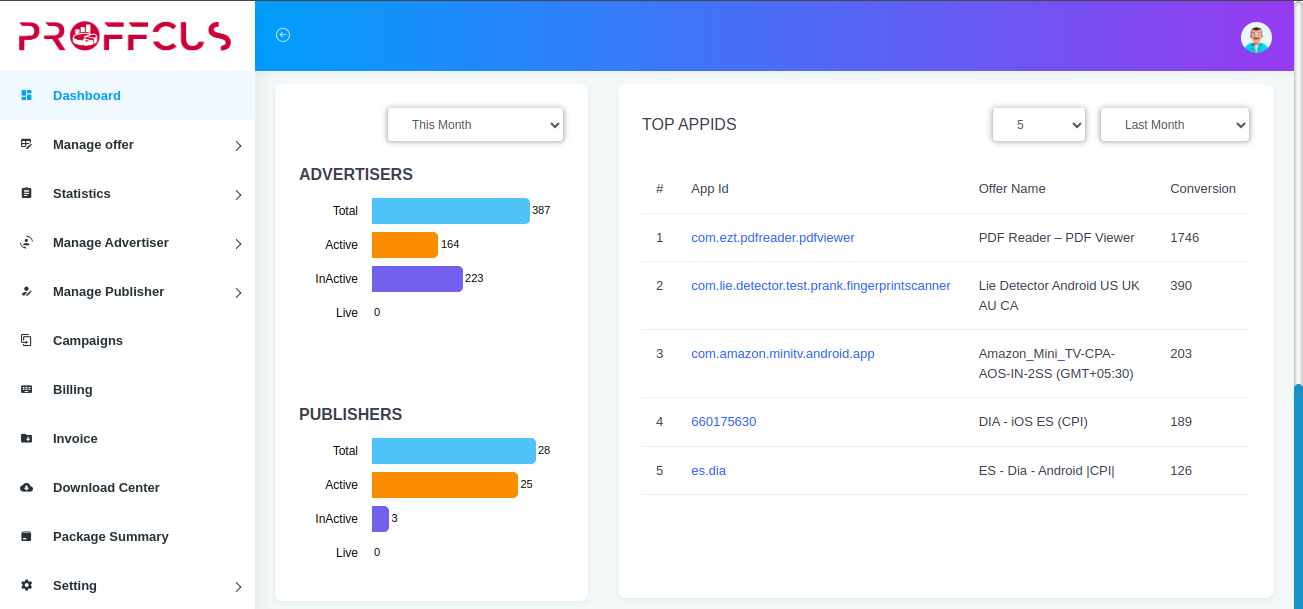 PROFFCUS
Dashboard
Manage offer
Statistics
Manage Advertiser
Manage Publisher
Campaigns
Billing
Invoice
Download Center
Package Summary
Setting
This Month
ADVERTISERS
Total 387
Active 164
InActive 223
Live 0
PUBLISHERS
Total 28
Active 25
InActive 3
Live 0
TOP APPIDS 5 Last Month
# App Id Offer Name Conversion
1 com.ezt.pdfreader.pdfviewer PDF Reader – PDF Viewer 1746
2 com.lie.detector.test.prank.fingerprintscanner Lie Detector Android US UK 390
AU CA
3 com.amazon.minitv.android.app Amazon_Mini_TV-CPA- 203
AOS-IN-2SS (GMT+05:30)
4 660175630 DIA - iOS ES (CPI) 189
5 es.dia ES - Dia - Android |CPI| 126